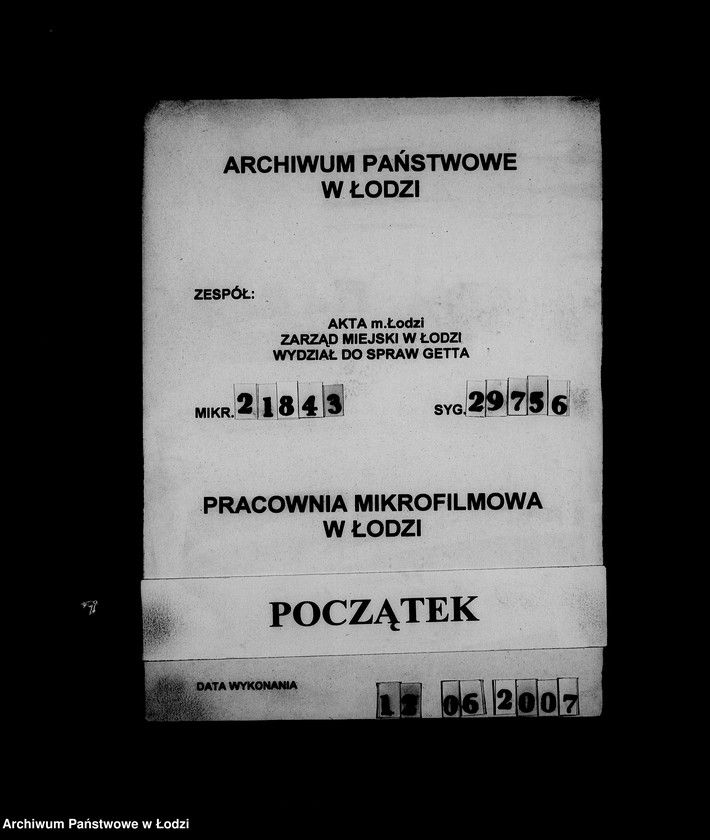 ARCHIWUM PAŃSTWOWE
W ŁODZI
ZESPÓŁ:
AKTA m.Łodzi
ZARZĄD MIEJSKI W ŁODZI
WYDZIAŁ DO SPRAW GETTA
MIKR. 21843 SYG. 29756
PRACOWNIA MIKROFILMOWA
W ŁODZI
POCZĄTEK
DATA WYKONANIA 12 06 2007
Archiwum Państwowe w Łodzi